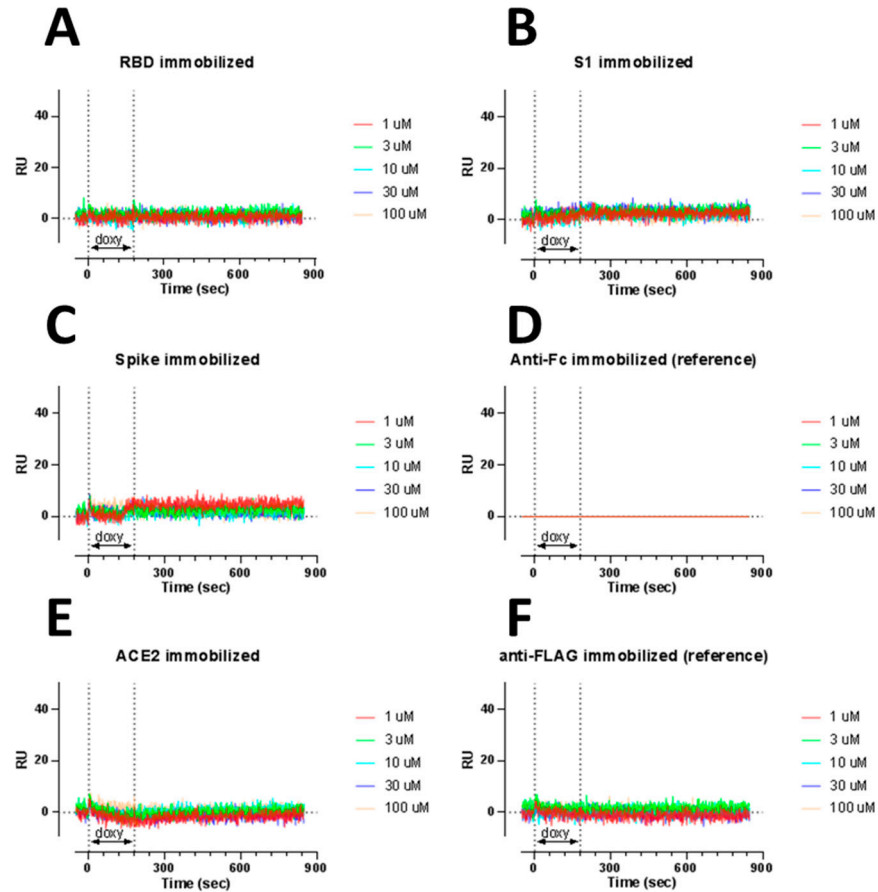 A
RBD immobilized
RU
40
20
0
doxy
0
300
600
900
Time (sec)
1 uM
3 uM
10 uM
30 uM
100 uM
B
S1 immobilized
RU
40
20
0
doxy
0
300
600
900
Time (sec)
1 uM
3 uM
10 uM
30 uM
100 uM
C
Spike immobilized
RU
40
20
0
doxy
0
300
600
900
Time (sec)
1 uM
3 uM
10 uM
30 uM
100 uM
D
Anti-Fc immobilized (reference)
RU
40
20
0
doxy
0
300
600
900
Time (sec)
1 uM
3 uM
10 uM
30 uM
100 uM
E
ACE2 immobilized
RU
40
20
0
doxy
0
300
600
900
Time (sec)
1 uM
3 uM
10 uM
30 uM
100 uM
F
anti-FLAG immobilized (reference)
RU
40
20
0
doxy
0
300
600
900
Time (sec)
1 uM
3 uM
10 uM
30 uM
100 uM